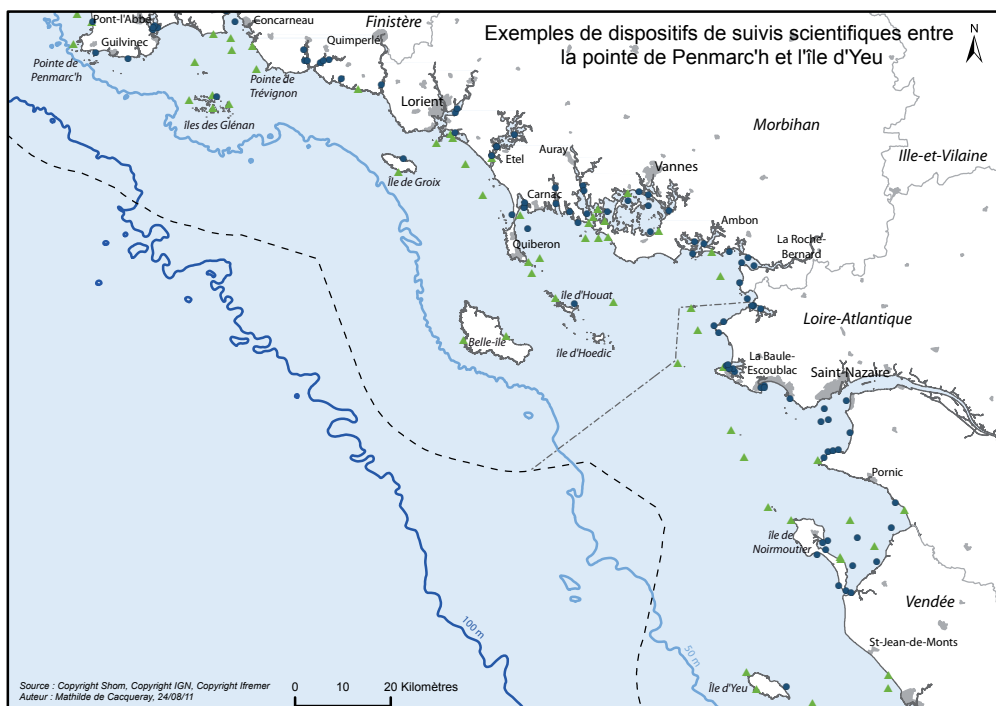 Exemples de dispositifs de suivis scientifiques entre
la pointe de Penmarc'h et l'île d'Yeu
N
Pont-l'Abbé
Concarneau
Finistère
Guilvinec
Quimperlé
Pointe de
Penmarc'h
Pointe de
Trévignon
Lorient
îles des Glénan
Morbihan
Ille-et-Vilaine
Etel
Auray
Vannes
Île de Groix
Carnac
Ambon
Quiberon
La Roche-
Bernard
île d'Houat
Loire-Atlantique
Belle-île
île d'Hoedic
La Baule-
Escoublac
Saint-Nazaire
Pornic
île de
Noirmoutier
Vendée
St-Jean-de-Monts
100 m
50 m
Île d'Yeu
Source : Copyright Shom, Copyright IGN, Copyright Ifremer
Auteur : Mathilde de Cacqueray, 24/08/11
0 10 20 Kilomètres